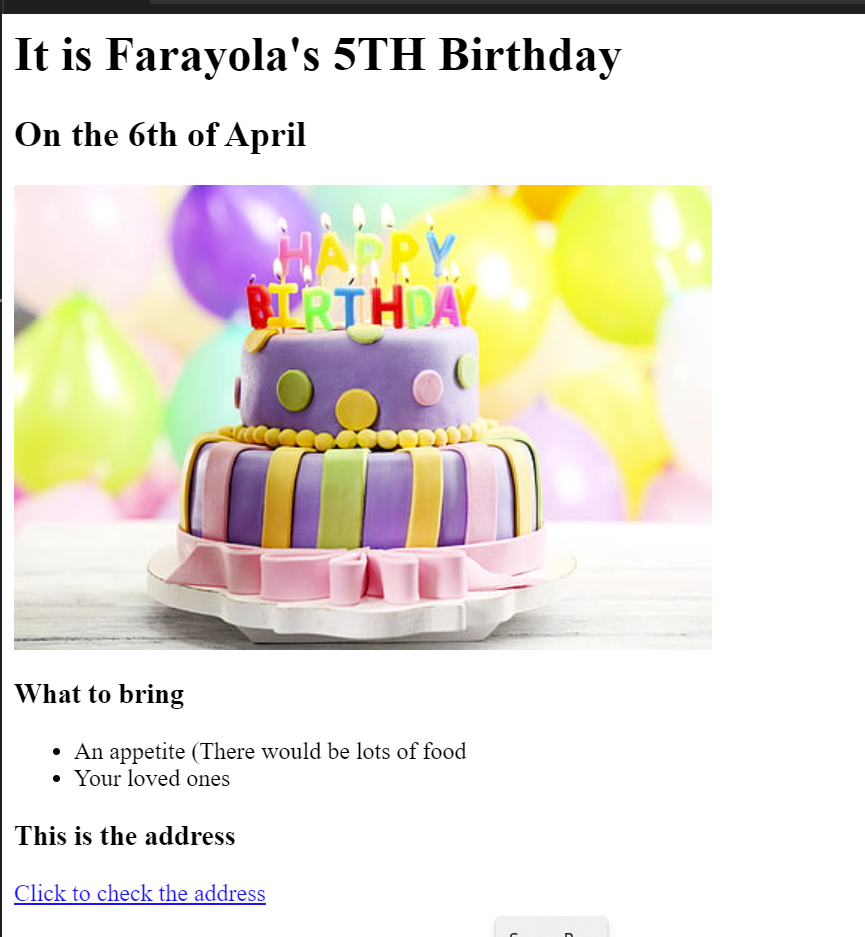 It is Farayola's 5TH Birthday
On the 6th of April
HAPPY
BIRTHDAY
What to bring
An appetite (There would be lots of food
Your loved ones
This is the address
Click to check the address